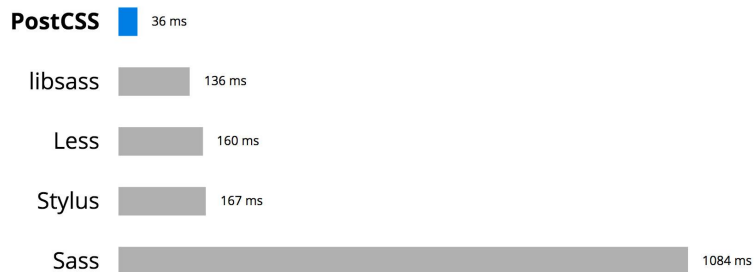 PostCSS 36 ms
libsass 136 ms
Less 160 ms
Stylus 167 ms
Sass 1084 ms